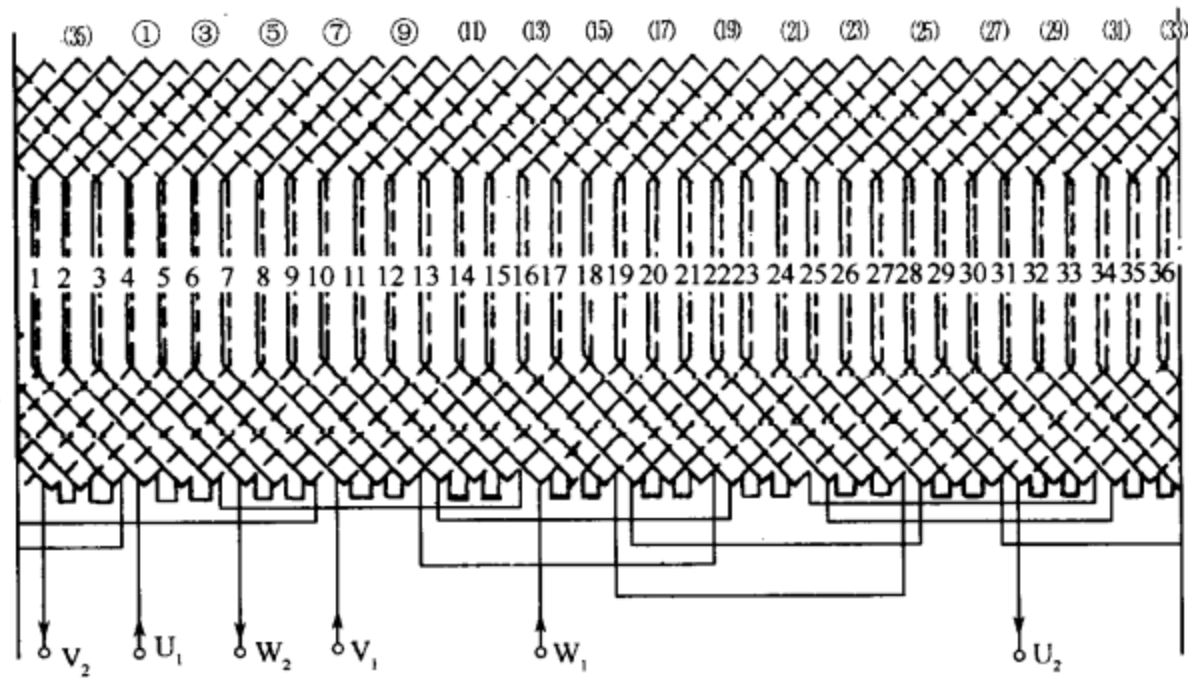 (35) ① ③ ⑤ ⑦ ⑨ (11) (13) (15) (17) (19) (21) (23) (25) (27) (29) (31) (33)
1 2 3 4 5 6 7 8 9 10 11 12 13 14 15 16 17 18 19 20 21 22 23 24 25 26 27 28 29 30 31 32 33 34 35 36
V₂ U₁ W₂ V₁ W₁ U₂